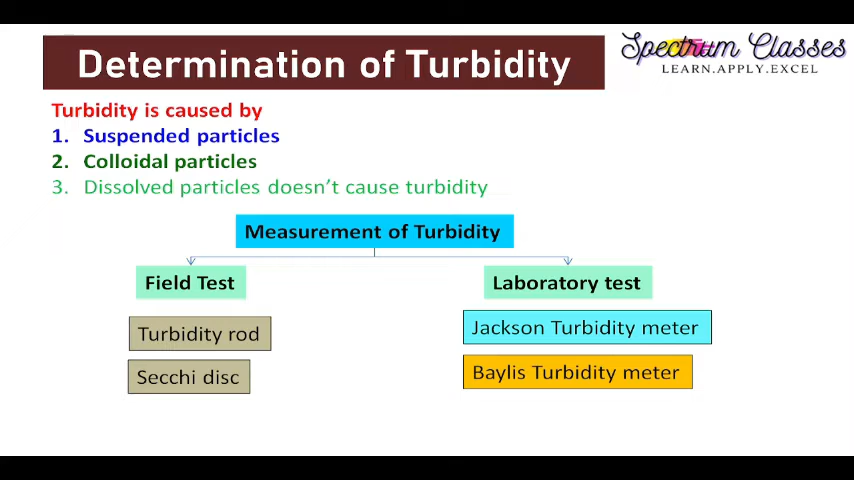 Determination of Turbidity
Spectrum Classes
LEARN.APPLY.EXCEL
Turbidity is caused by
1. Suspended particles
2. Colloidal particles
3. Dissolved particles doesn't cause turbidity
Measurement of Turbidity
Field Test
Laboratory test
Turbidity rod
Jackson Turbidity meter
Secchi disc
Baylis Turbidity meter